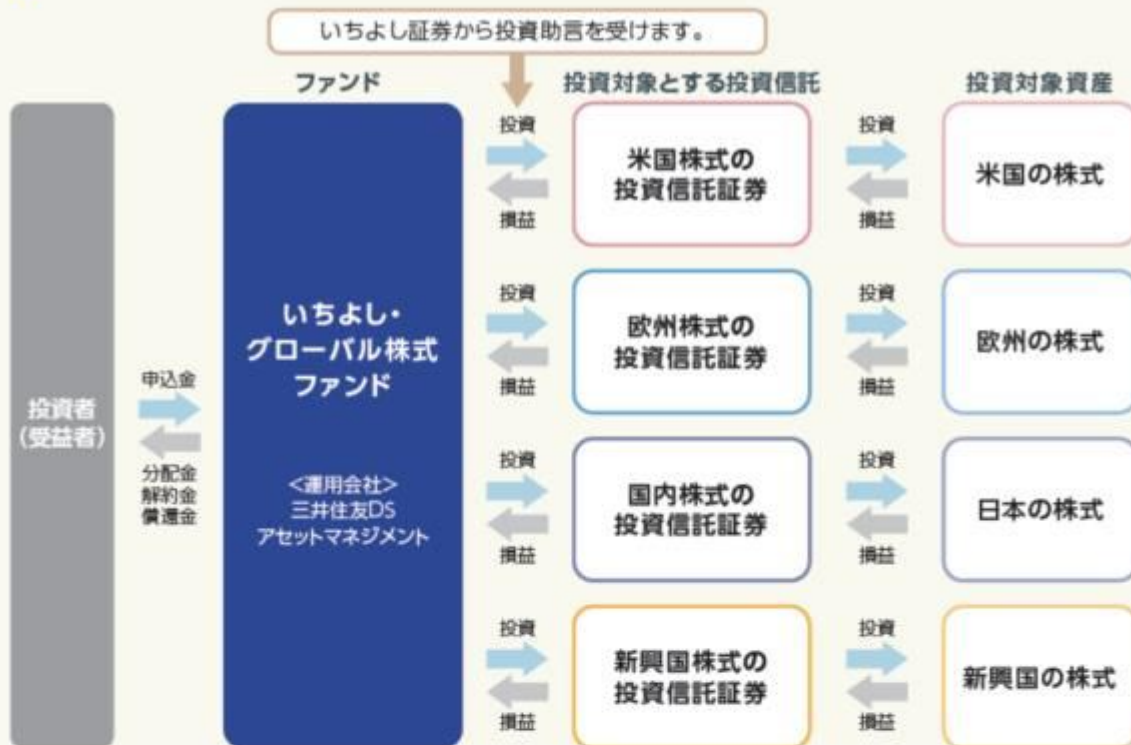 いちよし証券から投資助言を受けます。
ファンド
投資対象とする投資信託
投資対象資産
投資者
(受益者)
申込金
分配金
解約金
償還金
いちよし・
グローバル株式
ファンド
<運用会社>
三井住友DS
アセットマネジメント
投資
損益
米国株式の
投資信託証券
投資
損益
米国の株式
投資
損益
欧州株式の
投資信託証券
投資
損益
欧州の株式
投資
損益
国内株式の
投資信託証券
投資
損益
日本の株式
投資
損益
新興国株式の
投資信託証券
投資
損益
新興国の株式